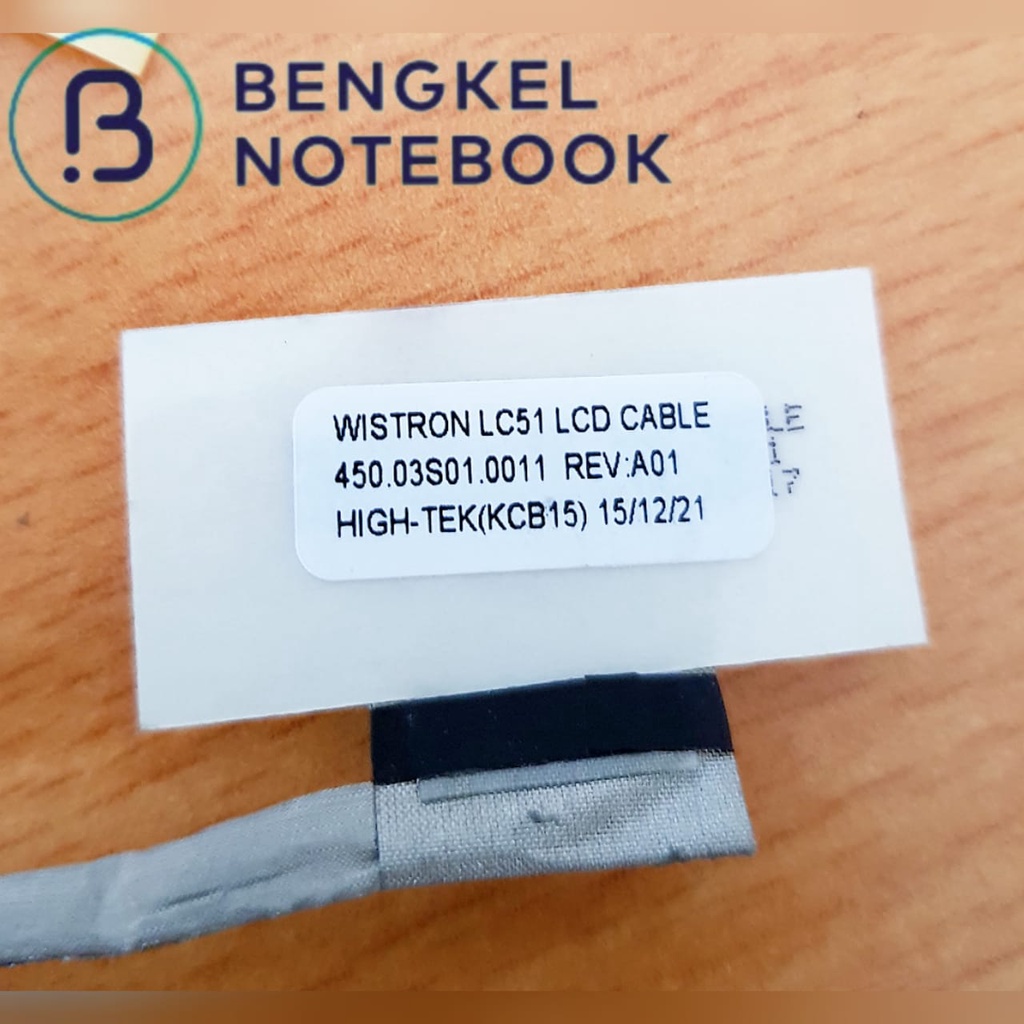 BENGKEL
NOTEBOOK
WISTRON LC51 LCD CABLE
450.03S01.0011 REV:A01
HIGH-TEK(KCB15) 15/12/21